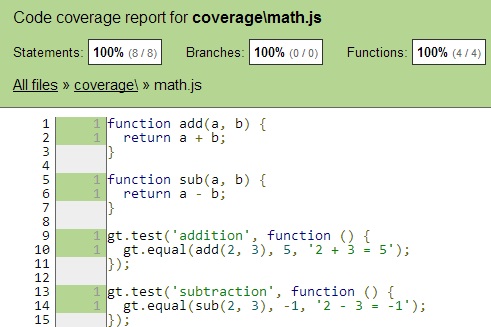 Code coverage report for coverage\math.js
Statements: 100% (8 / 8) Branches: 100% (0 / 0) Functions: 100% (4 / 4)
All files » coverage\ » math.js
1 1 function add(a, b) {
2 1 return a + b;
3 }
4
5 1 function sub(a, b) {
6 1 return a - b;
7 }
8
9 1 gt.test('addition', function () {
10 1 gt.equal(add(2, 3), 5, '2 + 3 = 5');
11 });
12
13 1 gt.test('subtraction', function () {
14 1 gt.equal(sub(2, 3), -1, '2 - 3 = -1');
15 });